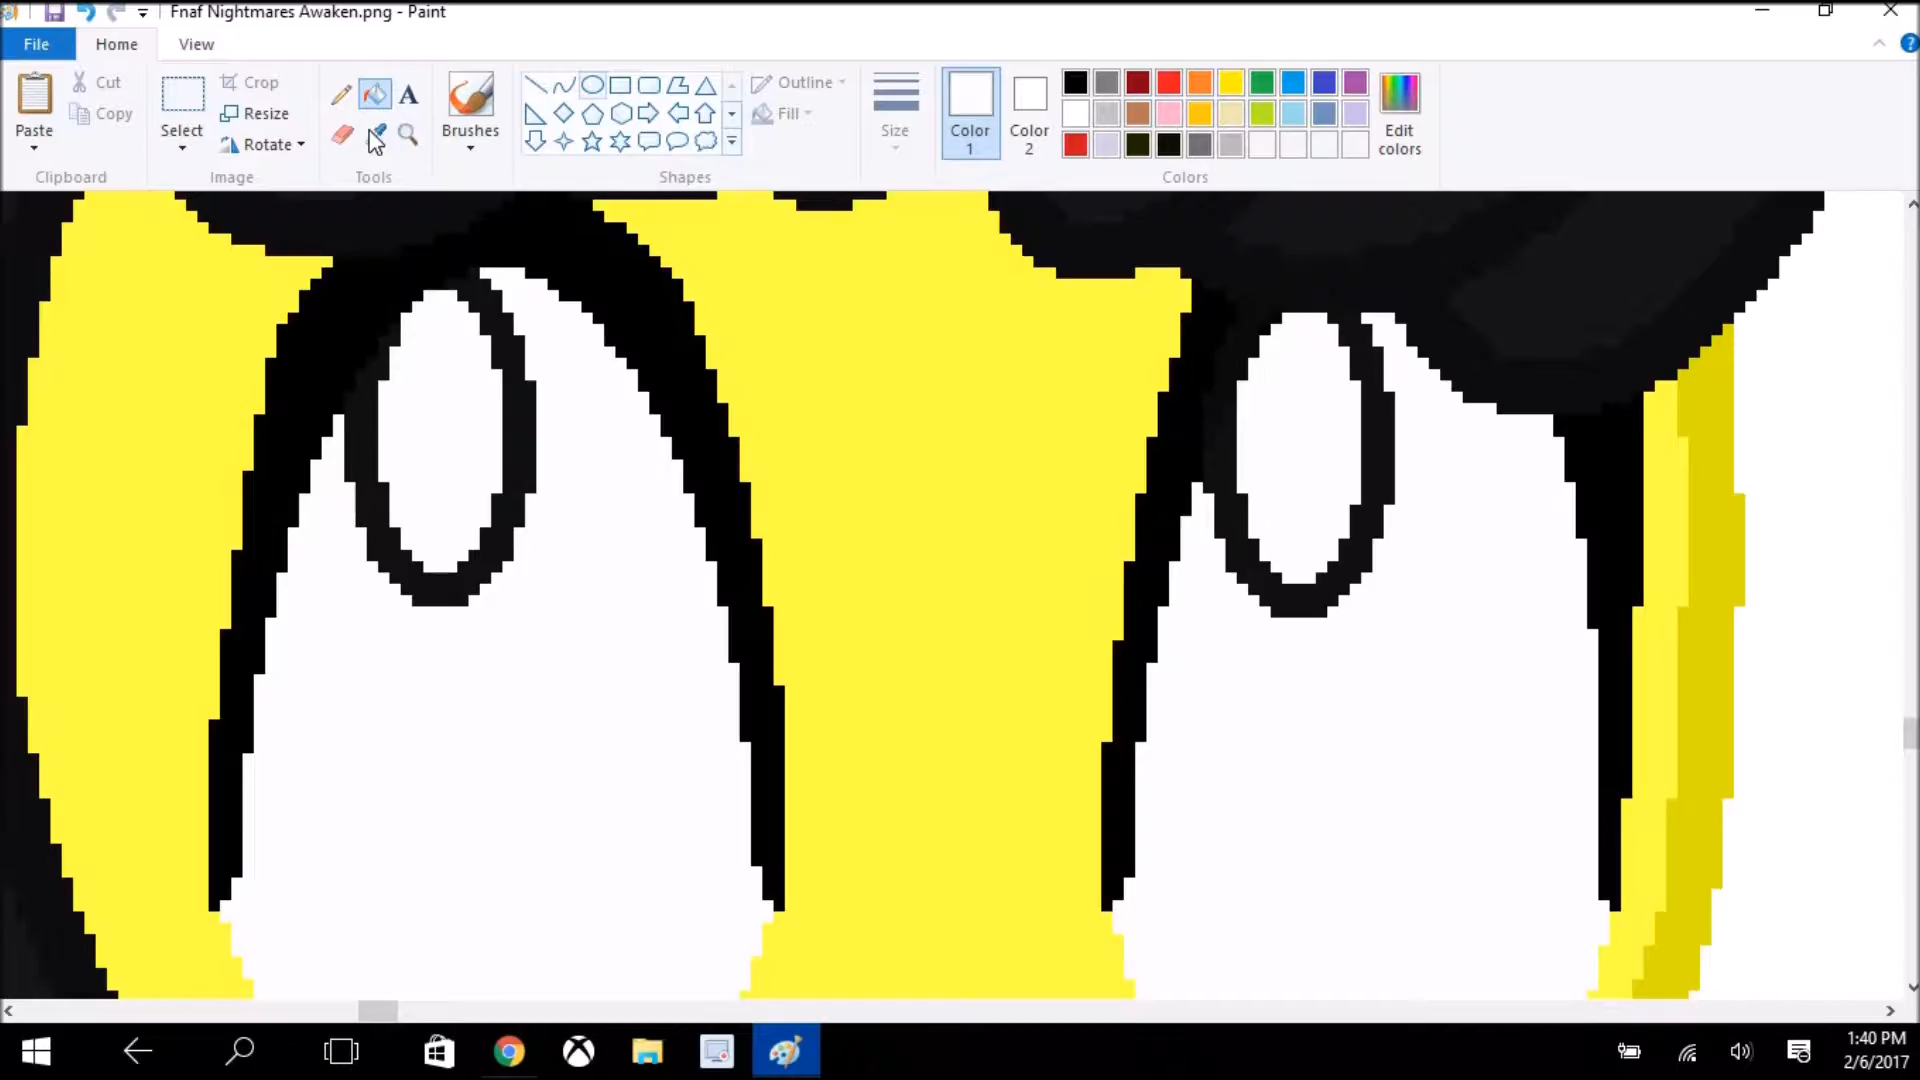 Fnaf Nightmares Awaken.png - Paint
File Home View
Paste
Cut
Copy
Clipboard
Select
Crop
Resize
Rotate
Image
A
Tools
Brushes
Shapes
Outline
Fill
Size
Color 1
Color 2
Edit colors
Colors
1:40 PM
2/6/2017